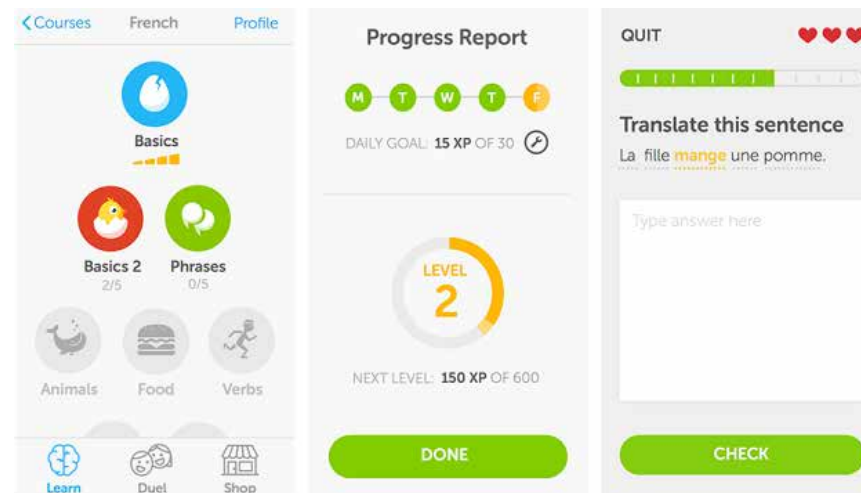 Courses French Profile
Basics
Basics 2 Phrases
2/5 0/5
Animals Food Verbs
Learn Duel Shop
Progress Report
M T W T F
DAILY GOAL: 15 XP OF 30
LEVEL
2
NEXT LEVEL: 150 XP OF 600
DONE
QUIT
Translate this sentence
La fille mange une pomme.
Type answer here
CHECK